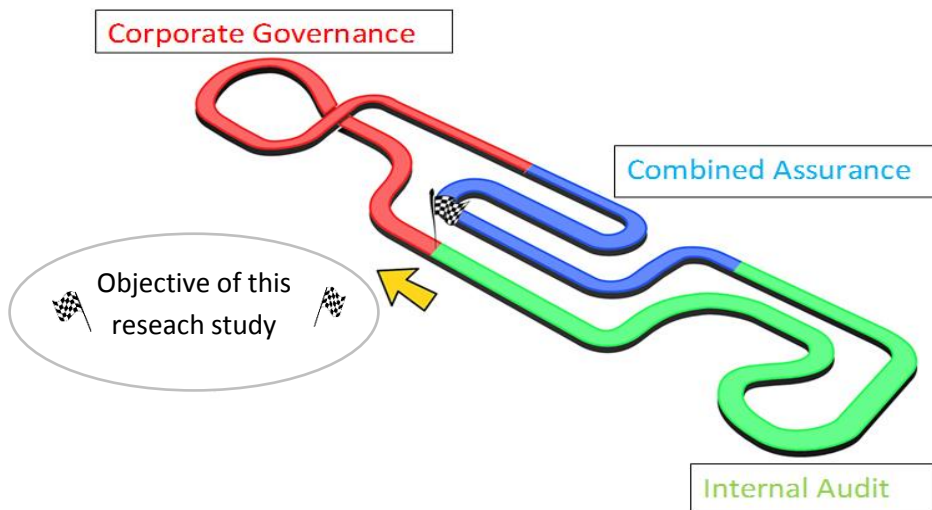 Corporate Governance
Combined Assurance
Objective of this
reseach study
Internal Audit